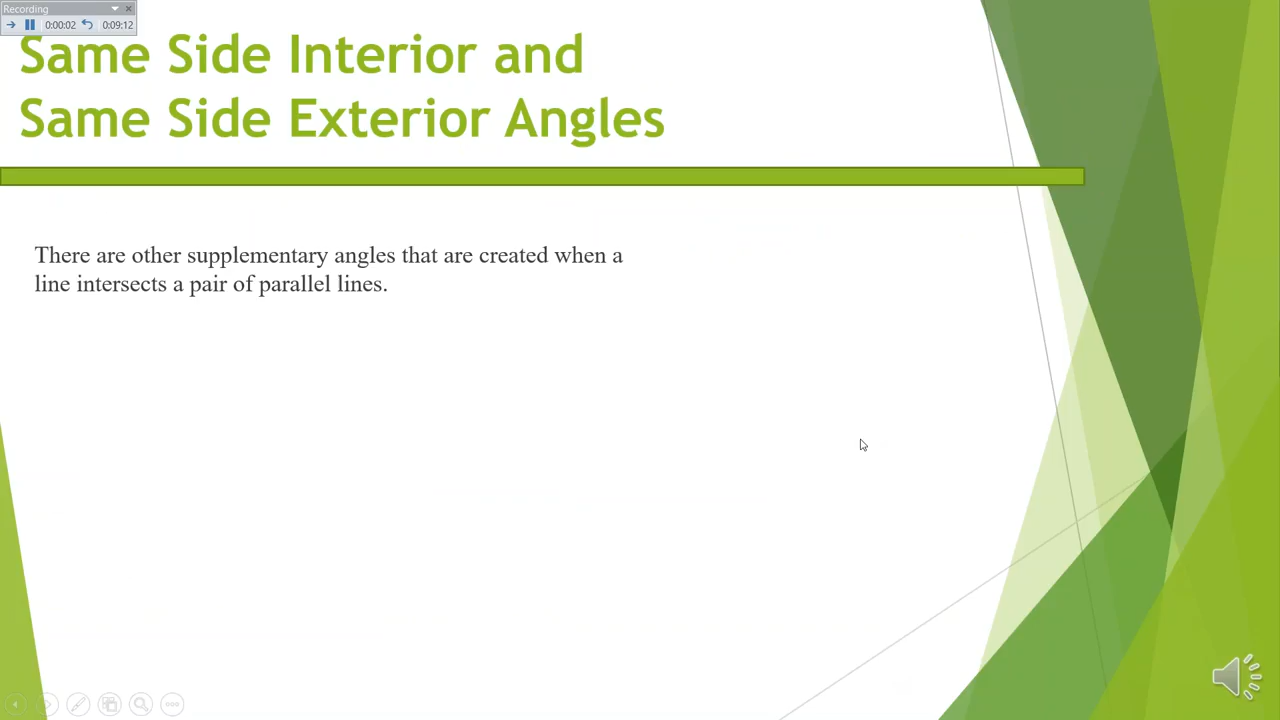 Recording
0:00:02 0:09:12
Same Side Interior and
Same Side Exterior Angles
There are other supplementary angles that are created when a
line intersects a pair of parallel lines.